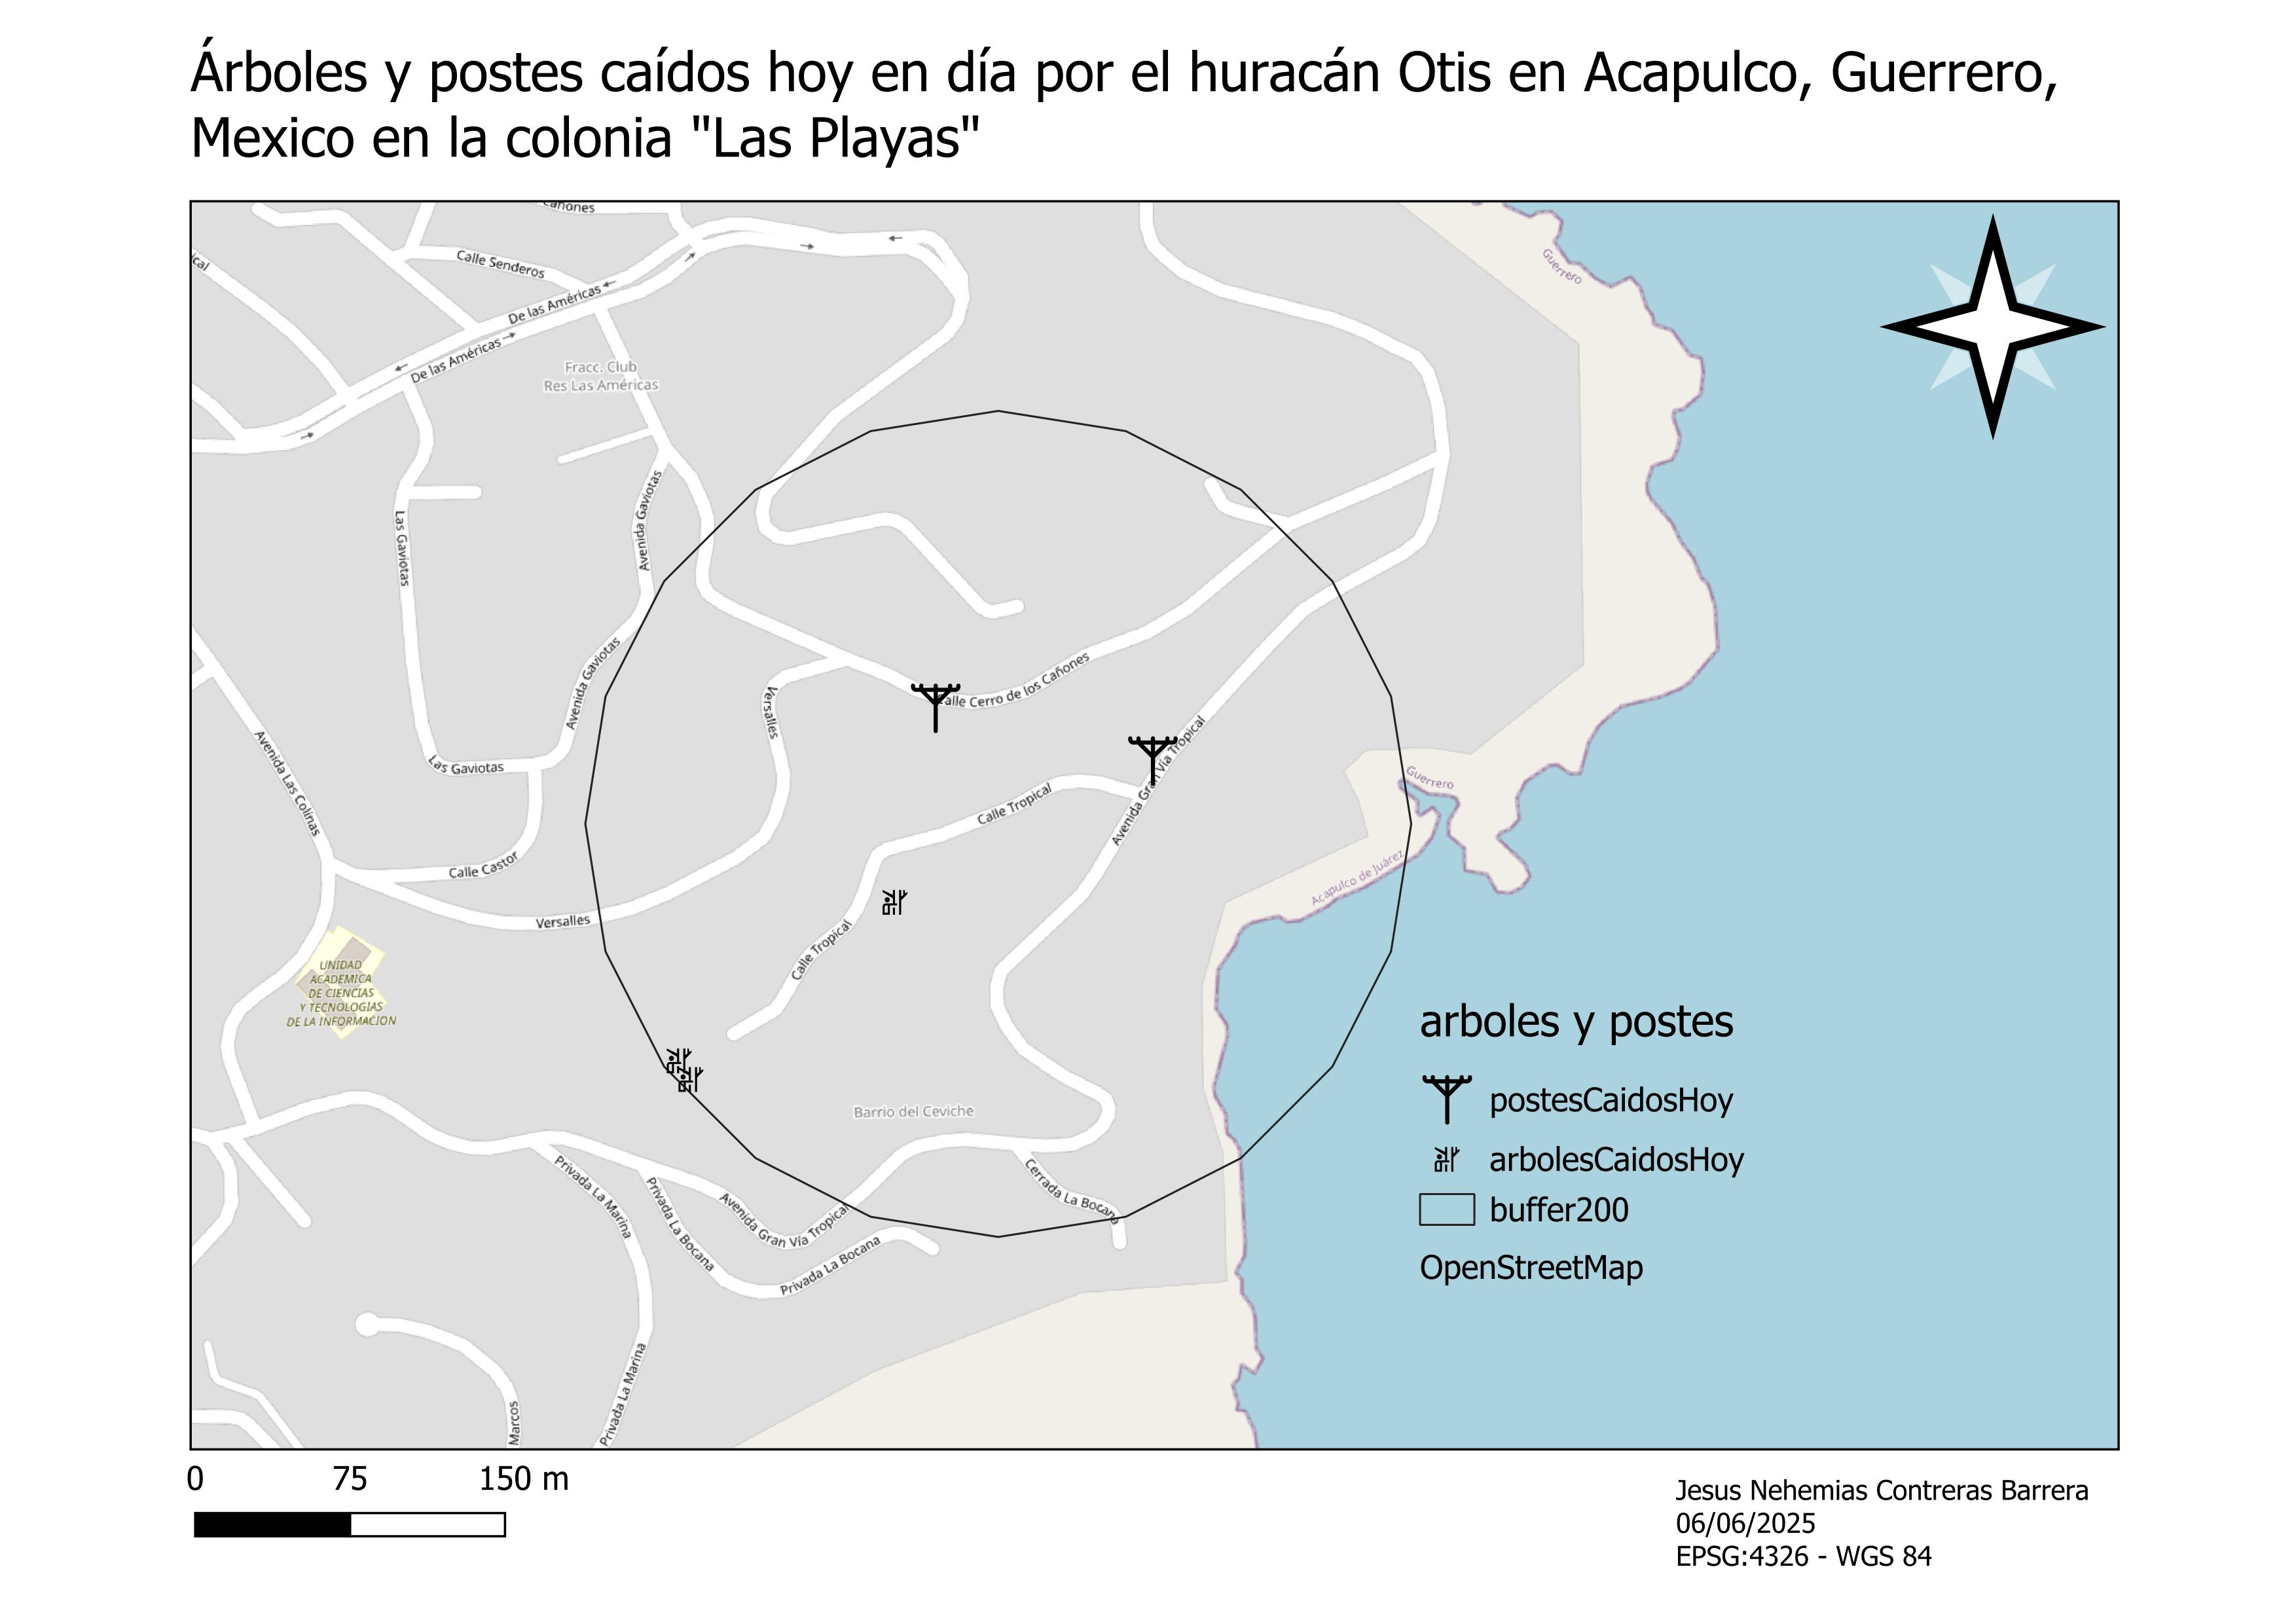 Árboles y postes caídos hoy en día por el huracán Otis en Acapulco, Guerrero,
Mexico en la colonia "Las Playas"
Calle Senderos
De las Américas
De las Américas
Fracc. Club
Res Las Américas
Guerrero
Las Gaviotas
Avenida Gaviotas
Avenida Gaviotas
Las Gaviotas
Versalles
Calle Cerro de los Cañones
Avenida Gran Vía Tropical
Calle Tropical
Avenida Las Colinas
Calle Castor
Versalles
Calle Tropical
Guerrero
Acapulco de Juárez
UNIDAD
ACADEMICA
DE CIENCIAS
Y TECNOLOGIAS
DE LA INFORMACION
Barrio del Ceviche
Privada La Marina
Privada La Bocana
Avenida Gran Vía Tropical
Cerrada La Bocana
Privada La Bocana
Privada La Marina
Marcos
arboles y postes
postesCaidosHoy
arbolesCaidosHoy
buffer200
OpenStreetMap
0 75 150 m
Jesus Nehemias Contreras Barrera
06/06/2025
EPSG:4326 - WGS 84